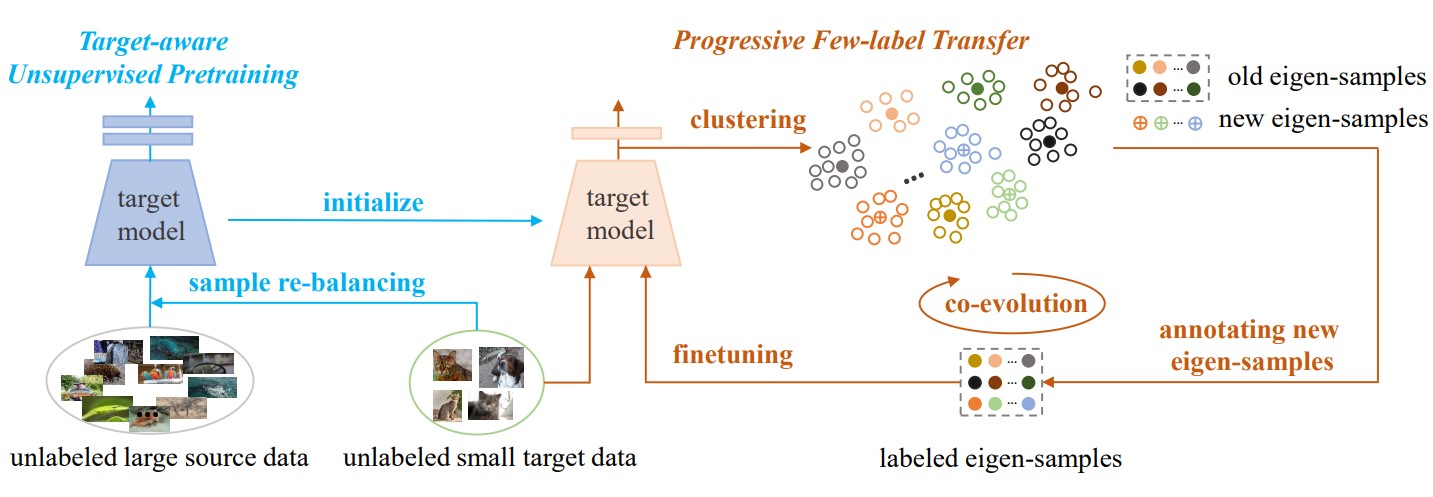 Target-aware
Unsupervised Pretraining
Progressive Few-label Transfer
old eigen-samples
new eigen-samples
clustering
target
model
initialize
target
model
sample re-balancing
co-evolution
annotating new
eigen-samples
finetuning
unlabeled large source data
unlabeled small target data
labeled eigen-samples